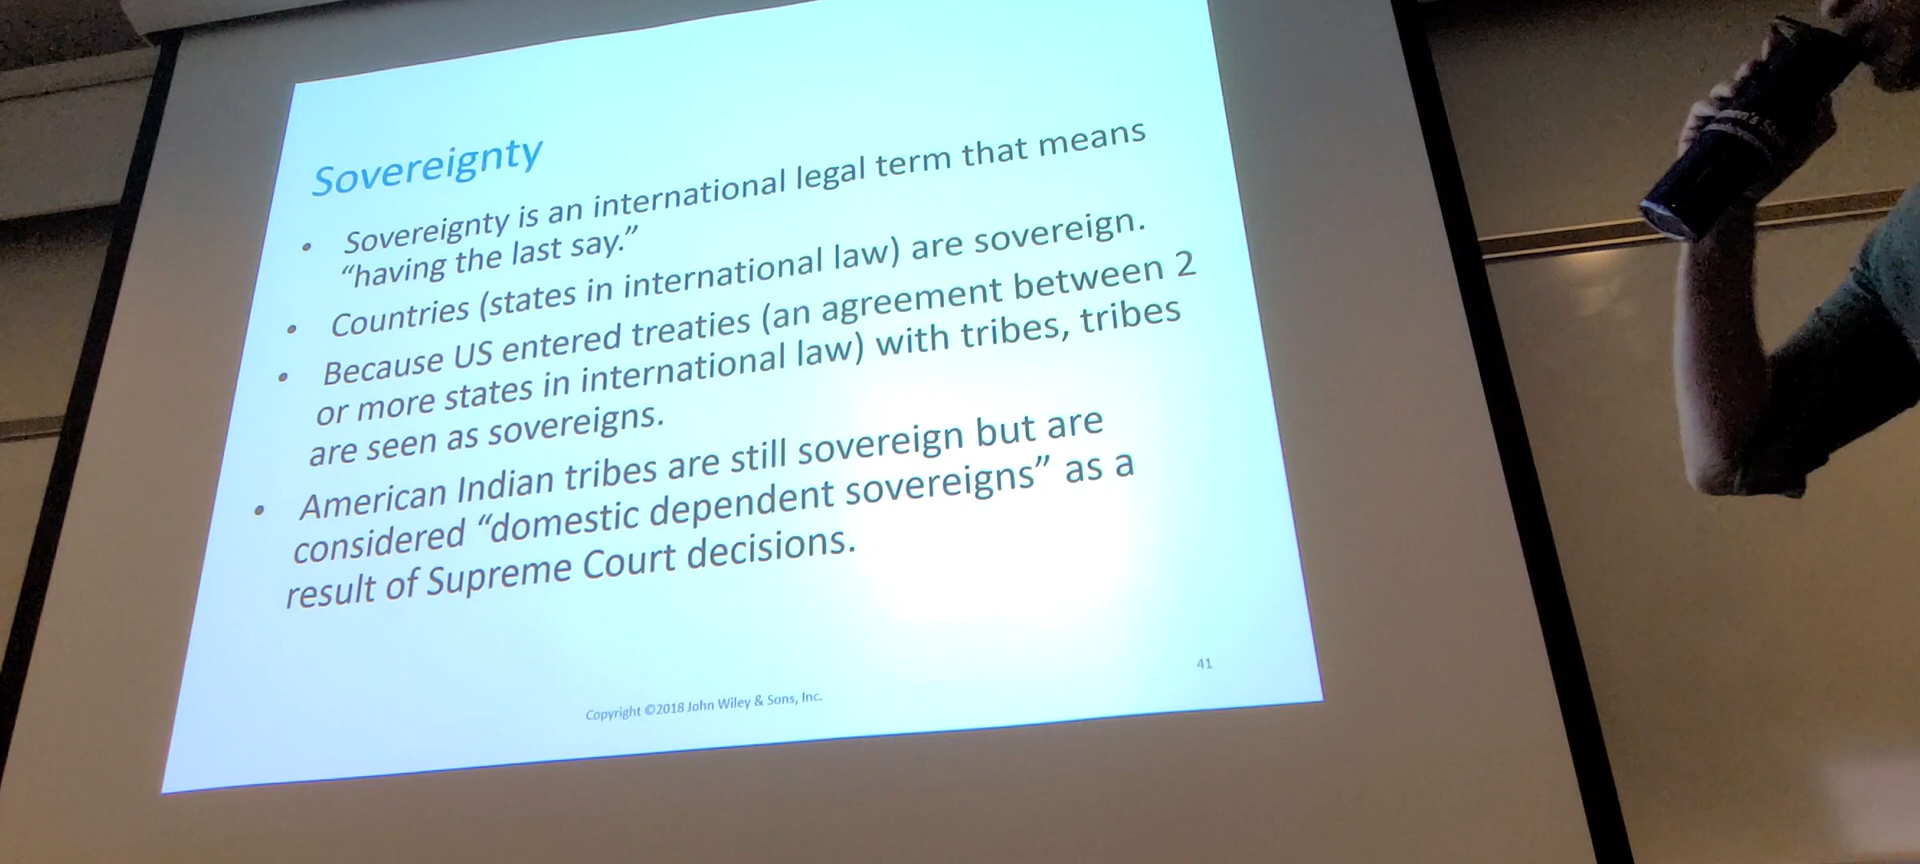 Sovereignty
• Sovereignty is an international legal term that means
“having the last say.”
• Countries (states in international law) are sovereign.
• Because US entered treaties (an agreement between 2
or more states in international law) with tribes, tribes
are seen as sovereigns.
• American Indian tribes are still sovereign but are
considered “domestic dependent sovereigns” as a
result of Supreme Court decisions.
41
Copyright ©2018 John Wiley & Sons, Inc.